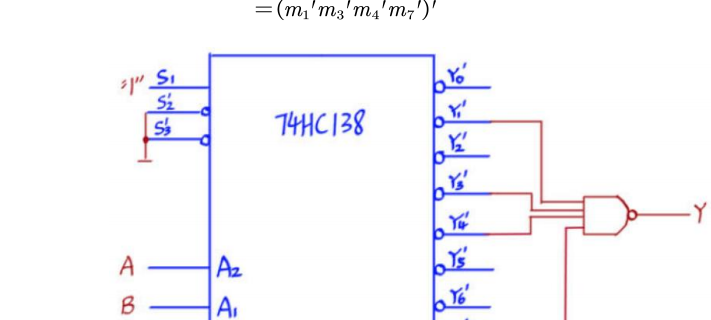 =(m₁'m₃'m₄'m₇')'
"1" S₁ Y₀'
S₂' Y₁'
74HC138
S₃' Y₂'
Y₃'
Y₄' Y
A A₂ Y₅'
B A₁ Y₆'